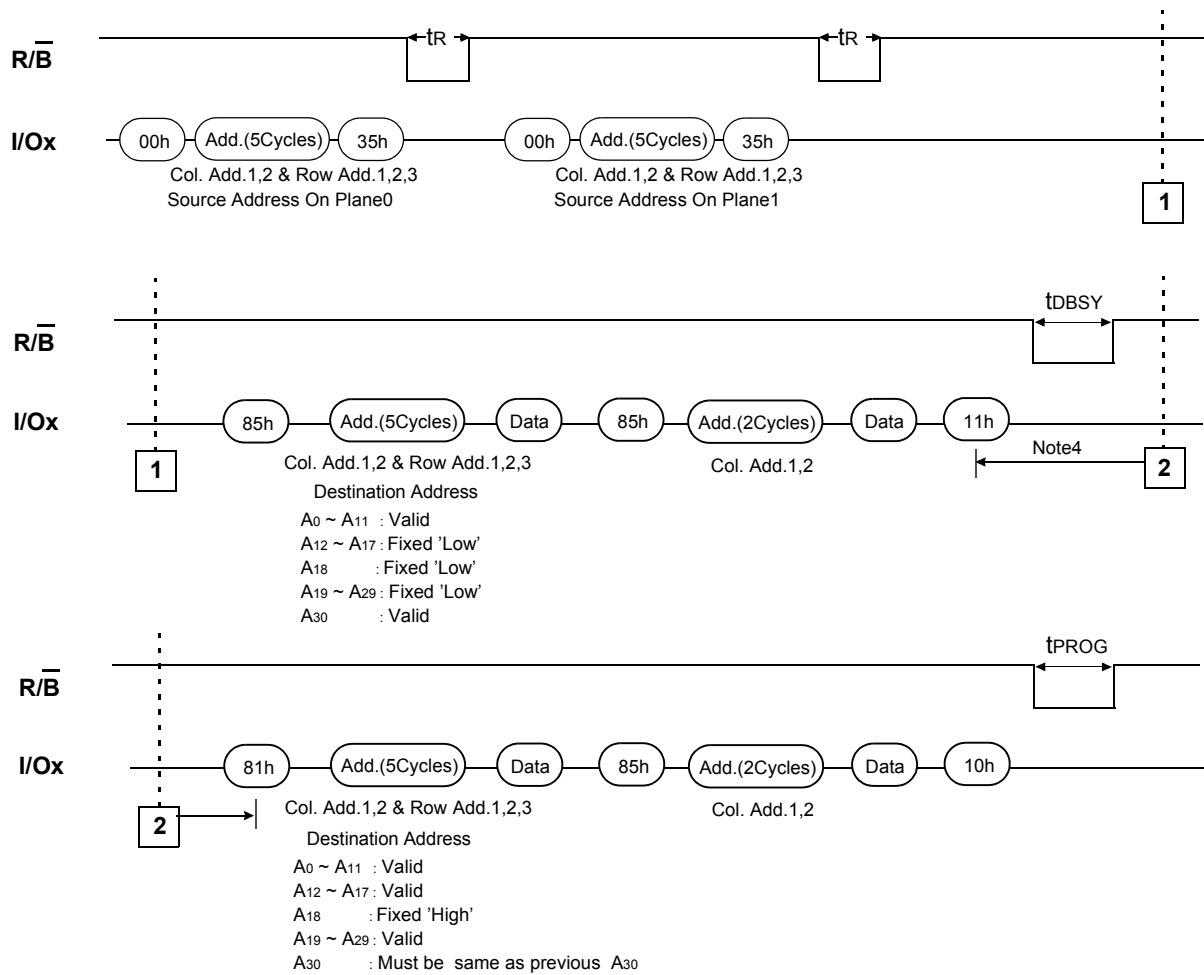 R/B tR tR
I/Ox 00h Add.(5Cycles) 35h 00h Add.(5Cycles) 35h
Col. Add.1,2 & Row Add.1,2,3 Col. Add.1,2 & Row Add.1,2,3
Source Address On Plane0 Source Address On Plane1
1
R/B tDBSY
I/Ox 85h Add.(5Cycles) Data 85h Add.(2Cycles) Data 11h
1 Col. Add.1,2 & Row Add.1,2,3 Col. Add.1,2 Note4 2
Destination Address
A0 ~ A11 : Valid
A12 ~ A17 : Fixed 'Low'
A18 : Fixed 'Low'
A19 ~ A29 : Fixed 'Low'
A30 : Valid
R/B tPROG
I/Ox 81h Add.(5Cycles) Data 85h Add.(2Cycles) Data 10h
2 Col. Add.1,2 & Row Add.1,2,3 Col. Add.1,2
Destination Address
A0 ~ A11 : Valid
A12 ~ A17 : Valid
A18 : Fixed 'High'
A19 ~ A29 : Valid
A30 : Must be same as previous A30